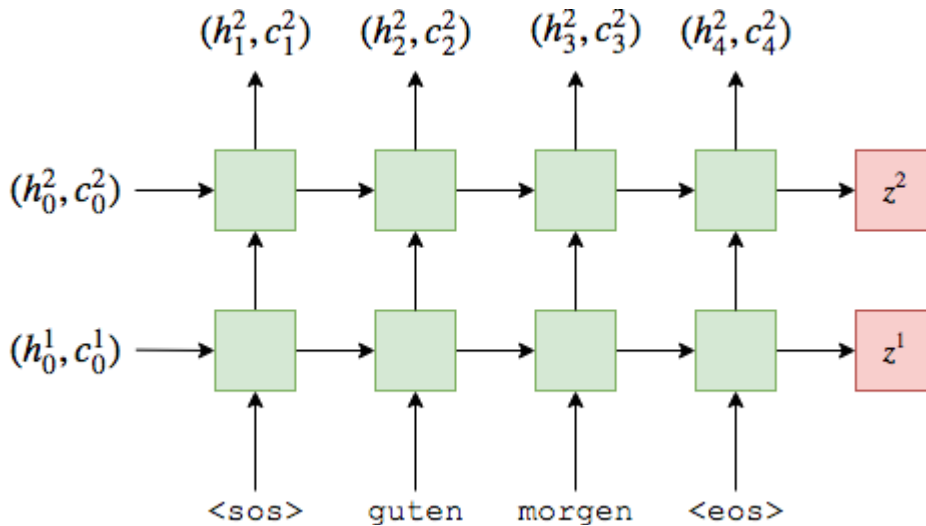 (h_1^2, c_1^2) (h_2^2, c_2^2) (h_3^2, c_3^2) (h_4^2, c_4^2)
(h_0^2, c_0^2) z^2
(h_0^1, c_0^1) z^1
<sos> guten morgen <eos>